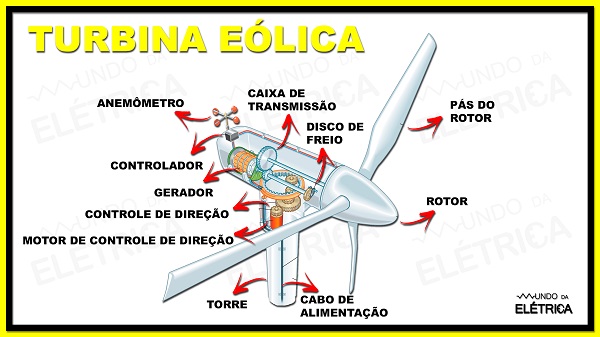 TURBINA EÓLICA
ANEMÔMETRO
CAIXA DE
TRANSMISSÃO
DISCO DE
FREIO
PÁS DO
ROTOR
CONTROLADOR
GERADOR
CONTROLE DE DIREÇÃO
MOTOR DE CONTROLE DE DIREÇÃO
ROTOR
TORRE
CABO DE
ALIMENTAÇÃO
MUNDO DA
ELÉTRICA